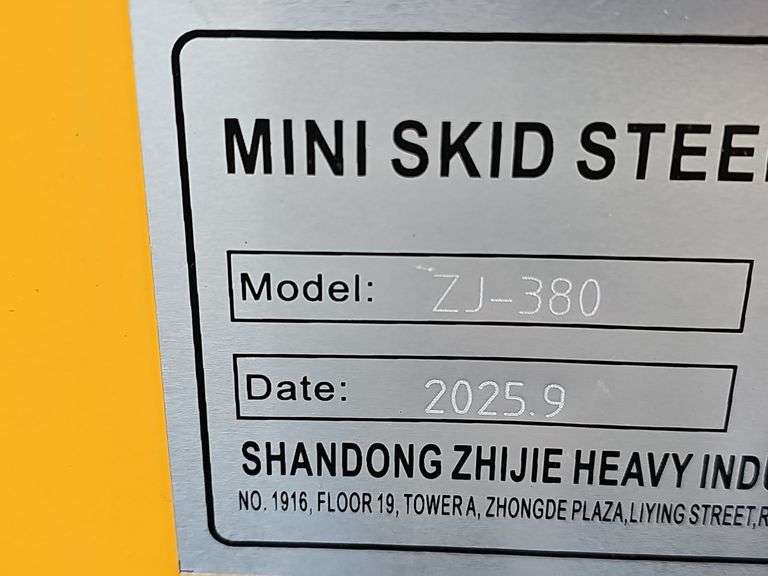 MINI SKID STEE
Model: ZJ-380
Date: 2025.9
SHANDONG ZHIJIE HEAVY INDU
NO. 1916, FLOOR 19, TOWER A, ZHONGDE PLAZA,LIYING STREET,R